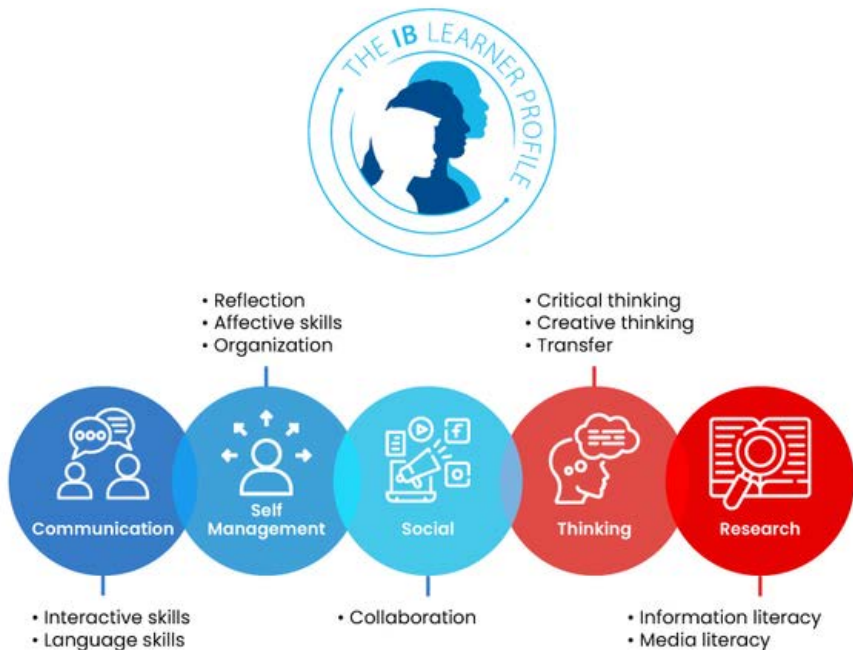 THE IB LEARNER PROFILE
• Reflection
• Affective skills
• Organization
• Critical thinking
• Creative thinking
• Transfer
Communication
Self
Management
Social
Thinking
Research
• Interactive skills
• Language skills
• Collaboration
• Information literacy
• Media literacy